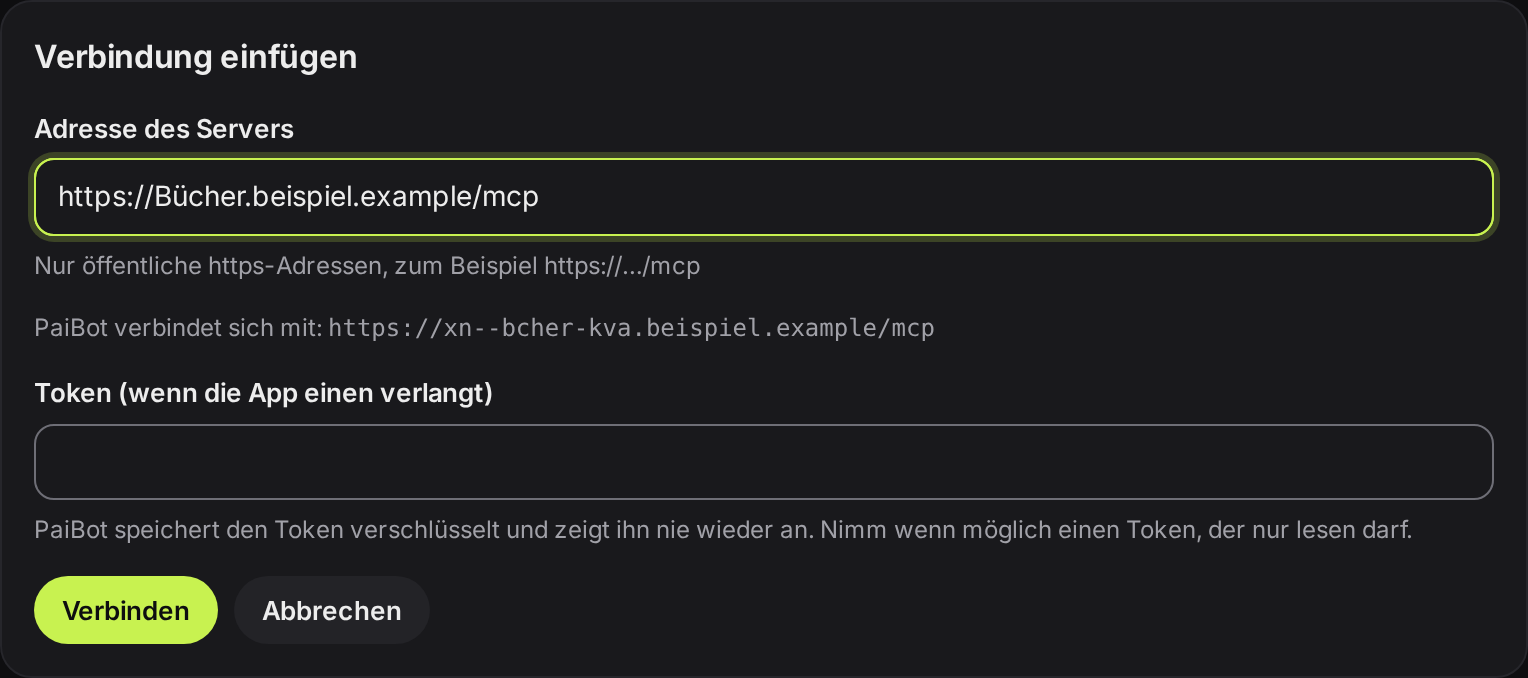 Verbindung einfügen
Adresse des Servers
https://Bücher.beispiel.example/mcp
Nur öffentliche https-Adressen, zum Beispiel https://…/mcp
PaiBot verbindet sich mit: https://xn--bcher-kva.beispiel.example/mcp
Token (wenn die App einen verlangt)
PaiBot speichert den Token verschlüsselt und zeigt ihn nie wieder an. Nimm wenn möglich einen Token, der nur lesen darf.
Verbinden Abbrechen